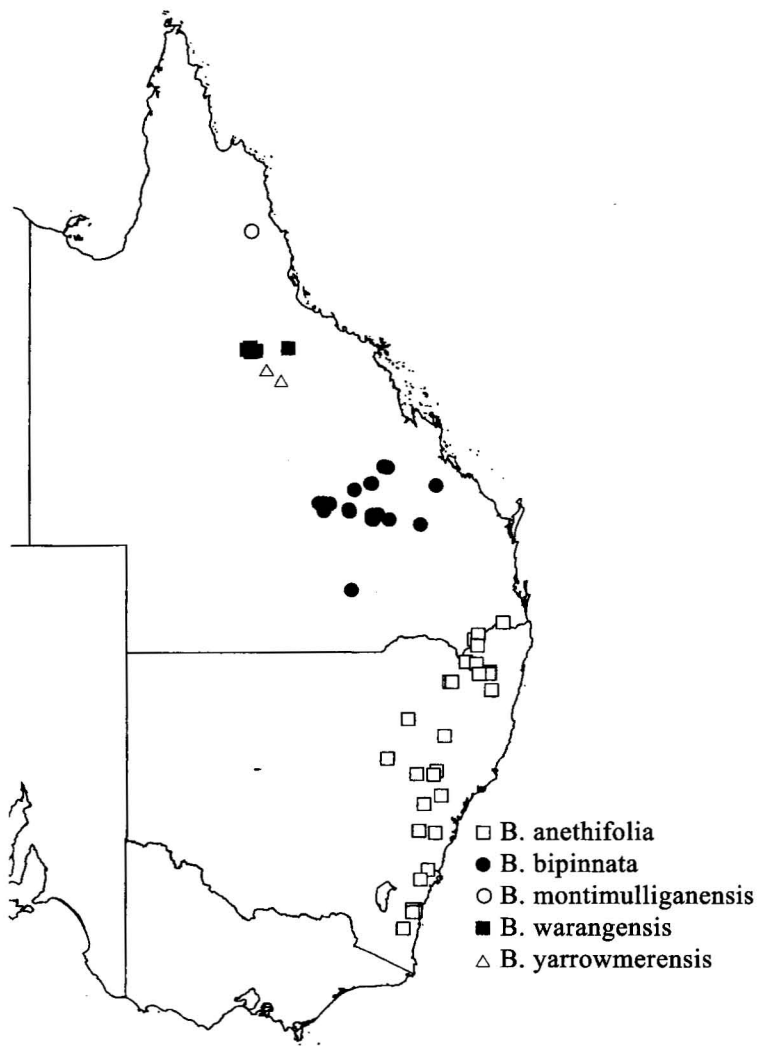 □ B. anethifolia
● B. bipinnata
○ B. montimulliganensis
■ B. warangensis
△ B. yarrowmerensis